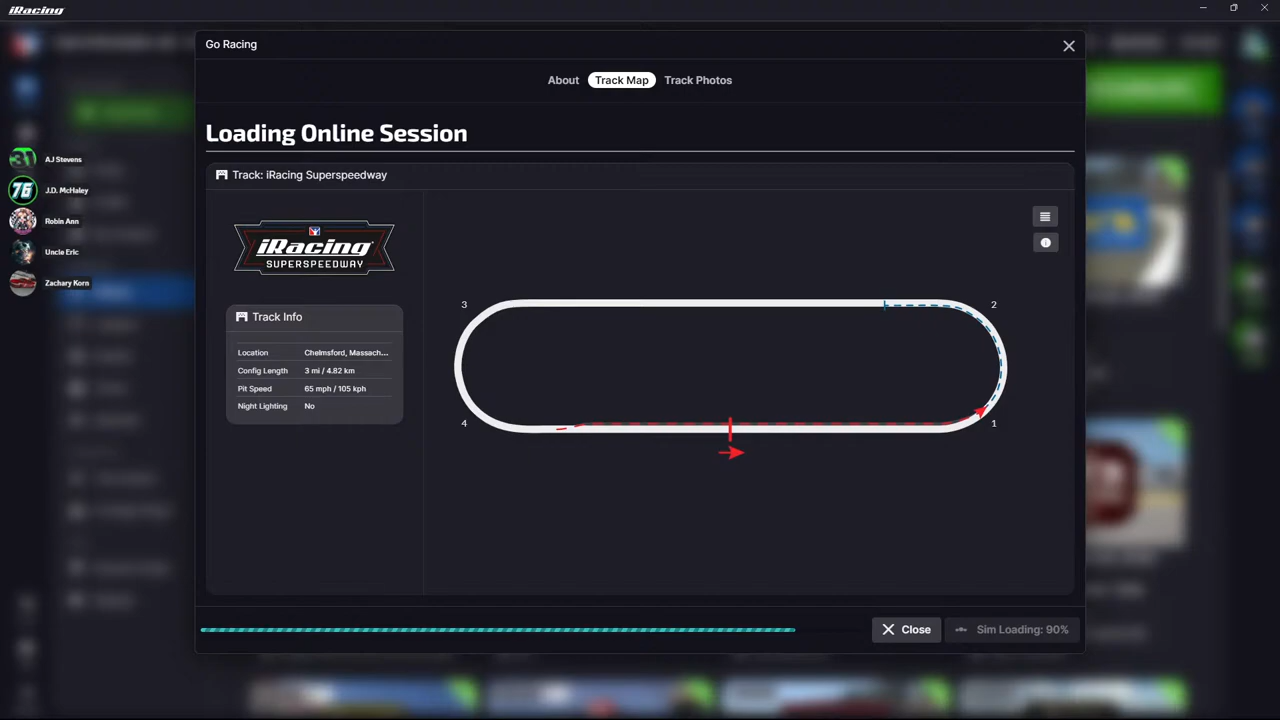 iRacing
Go Racing
About
Track Map
Track Photos
Loading Online Session
Track: iRacing Superspeedway
AJ Stevens
J.D. McHaley
Robin Ann
Uncle Eric
Zachary Korn
31
76
iRacing
SUPERSPEEDWAY
Track Info
Location Chelmsford, Massach...
Config Length 3 mi / 4.82 km
Pit Speed 65 mph / 105 kph
Night Lighting No
3
2
4
1
Close
Sim Loading: 90%